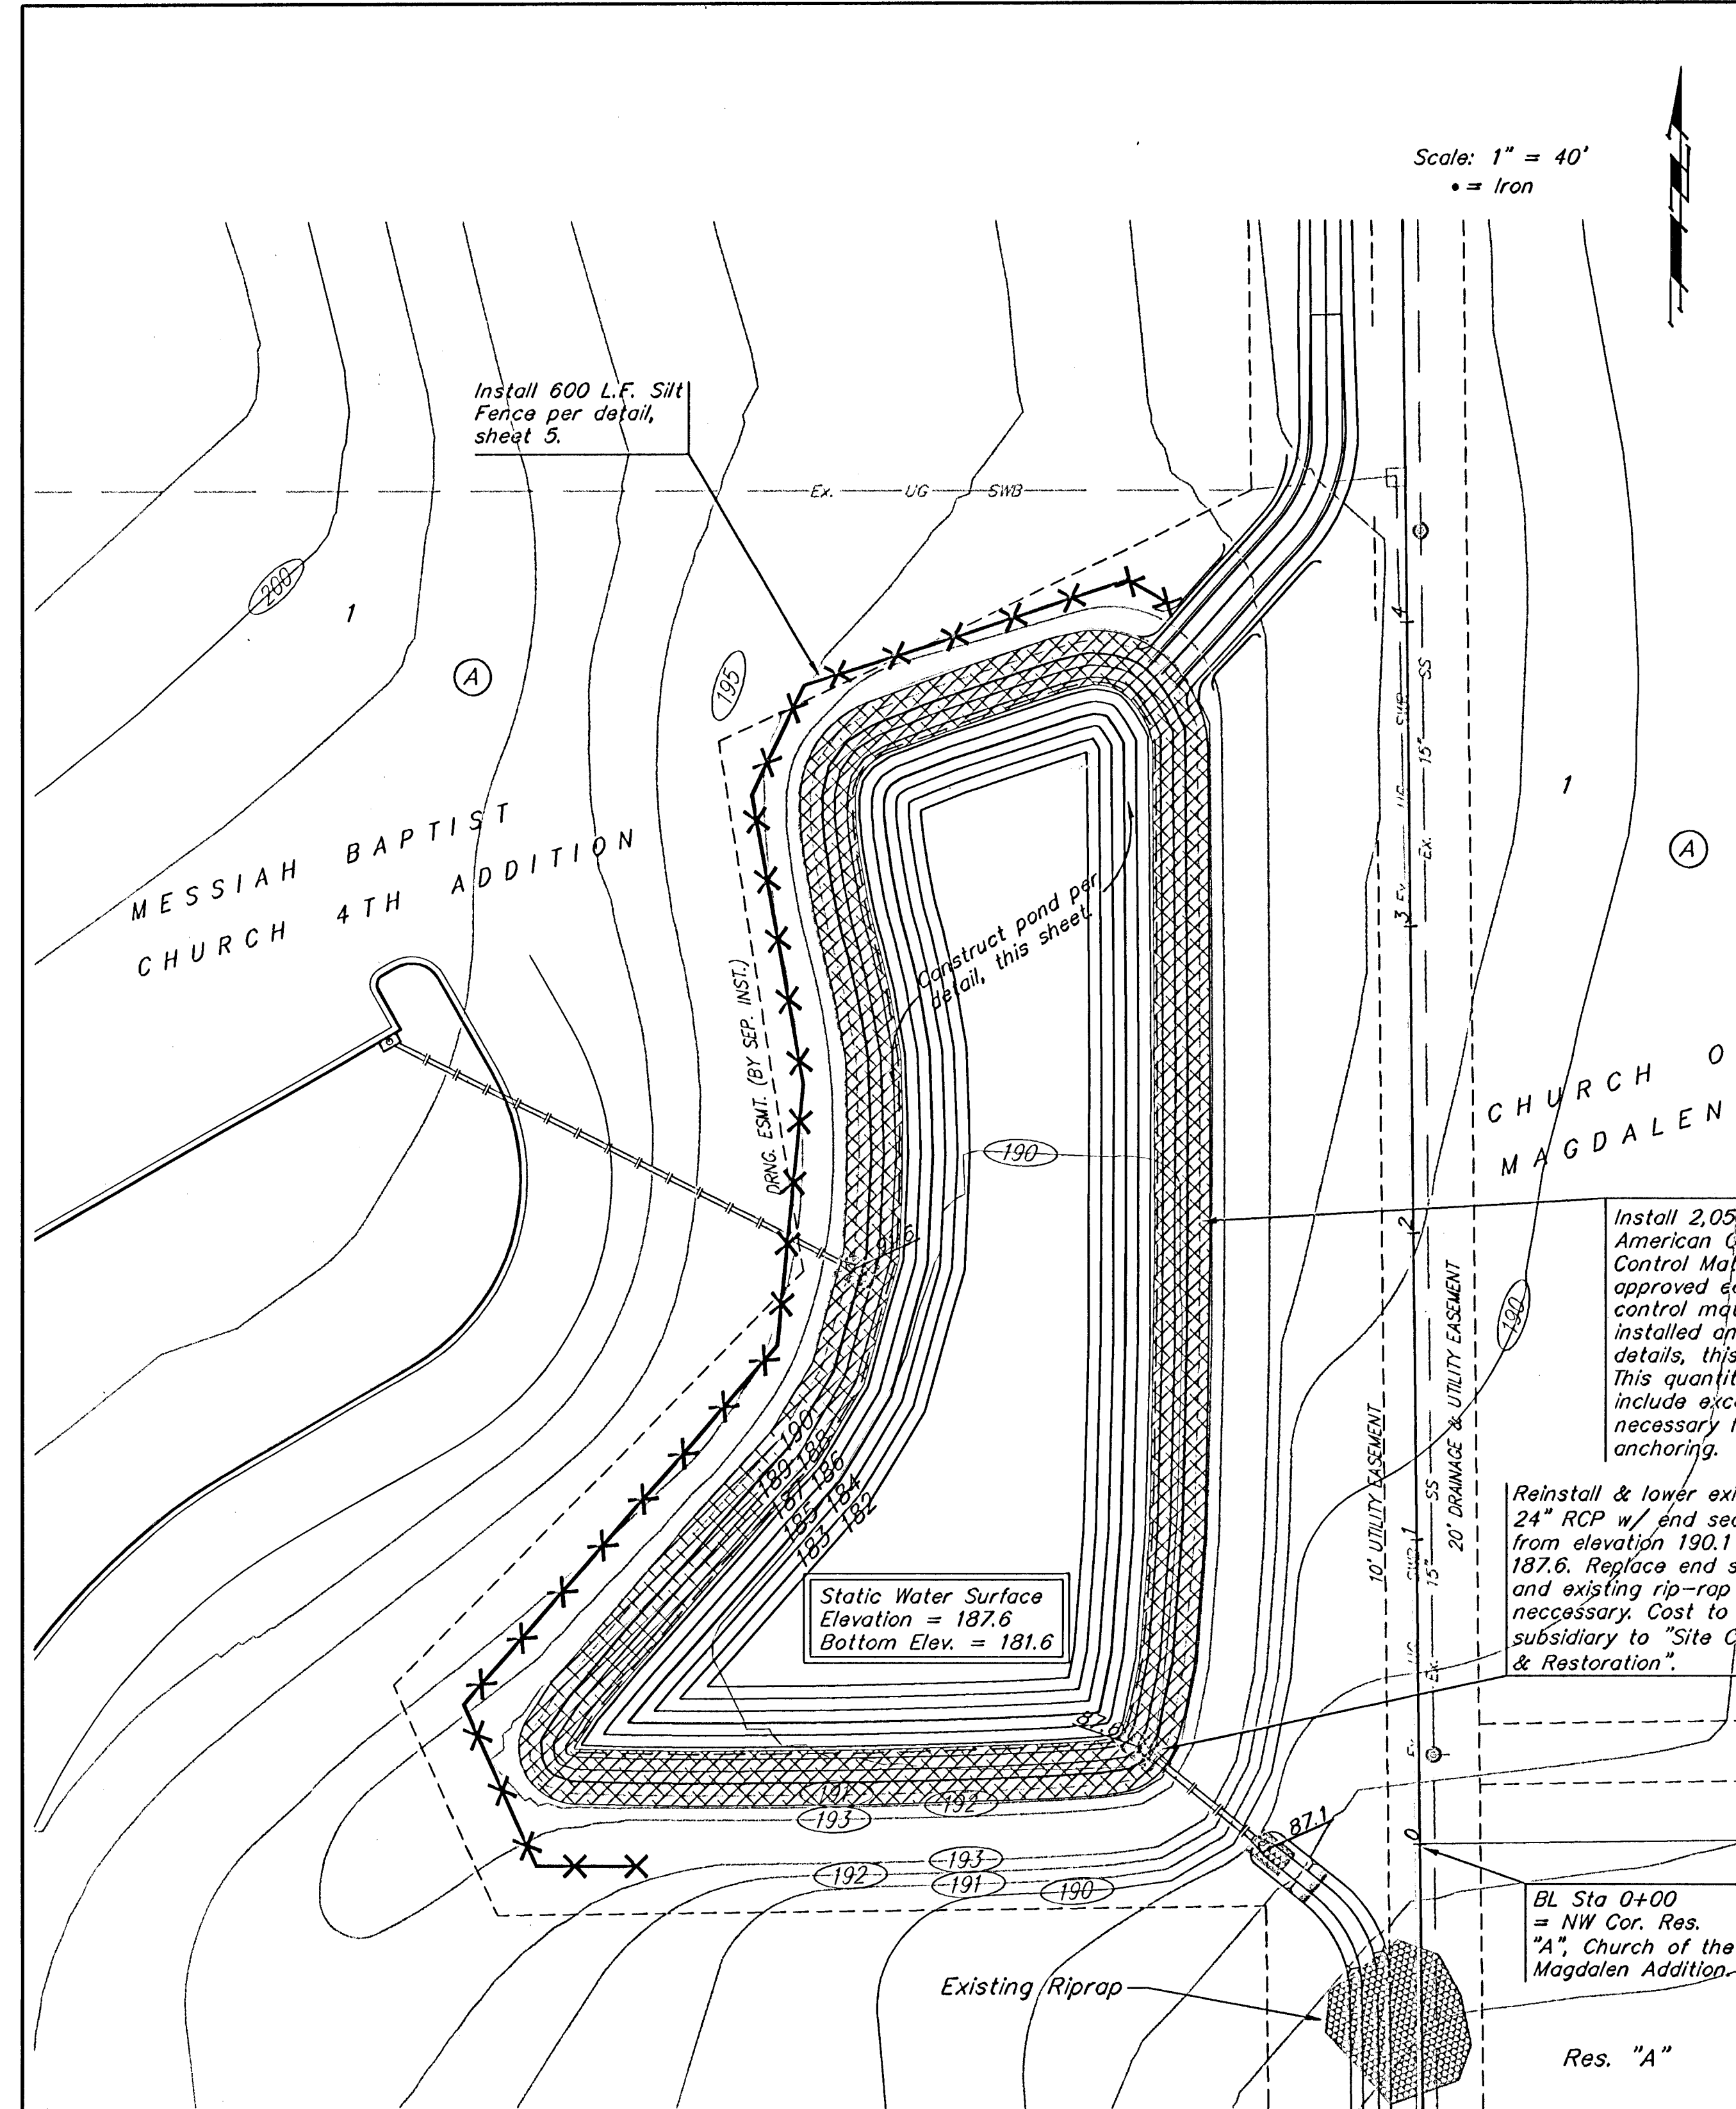 Scale: 1" = 40'
• = Iron
Install 600 L.F. Silt
Fence per detail,
sheet 5.
Ex. UG SWB
200
1
A
195
4
SS
15"
Ex.
1
A
MESSIAH BAPTIST
CHURCH 4TH ADDITION
3
Construct pond per
detail, this sheet.
DRNG. ESMT. (BY SEP. INST.)
CHURCH O
MAGDALEN
190
2
Install 2,05
American
Control Mat
approved
control
installed
details, this
This
include
necessary
anchoring.
190
10' UTILITY EASEMENT
20' DRAINAGE & UTILITY EASEMENT
SS
15"
Ex.
1
190
189 188
187 186
185 184
183 182
Reinstall & lower
24" RCP w/ end
from elevation 190.1
187.6. Replace end
and existing rip-rap
neccessary. Cost to
subsidiary to "Site
& Restoration".
Static Water Surface
Elevation = 187.6
Bottom Elev. = 181.6
87.6
191
192
193
87.1
0
193
192
191
190
BL Sta 0+00
= NW Cor. Res.
"A", Church of the
Magdalen Addition.
Existing Riprap
Res. "A"